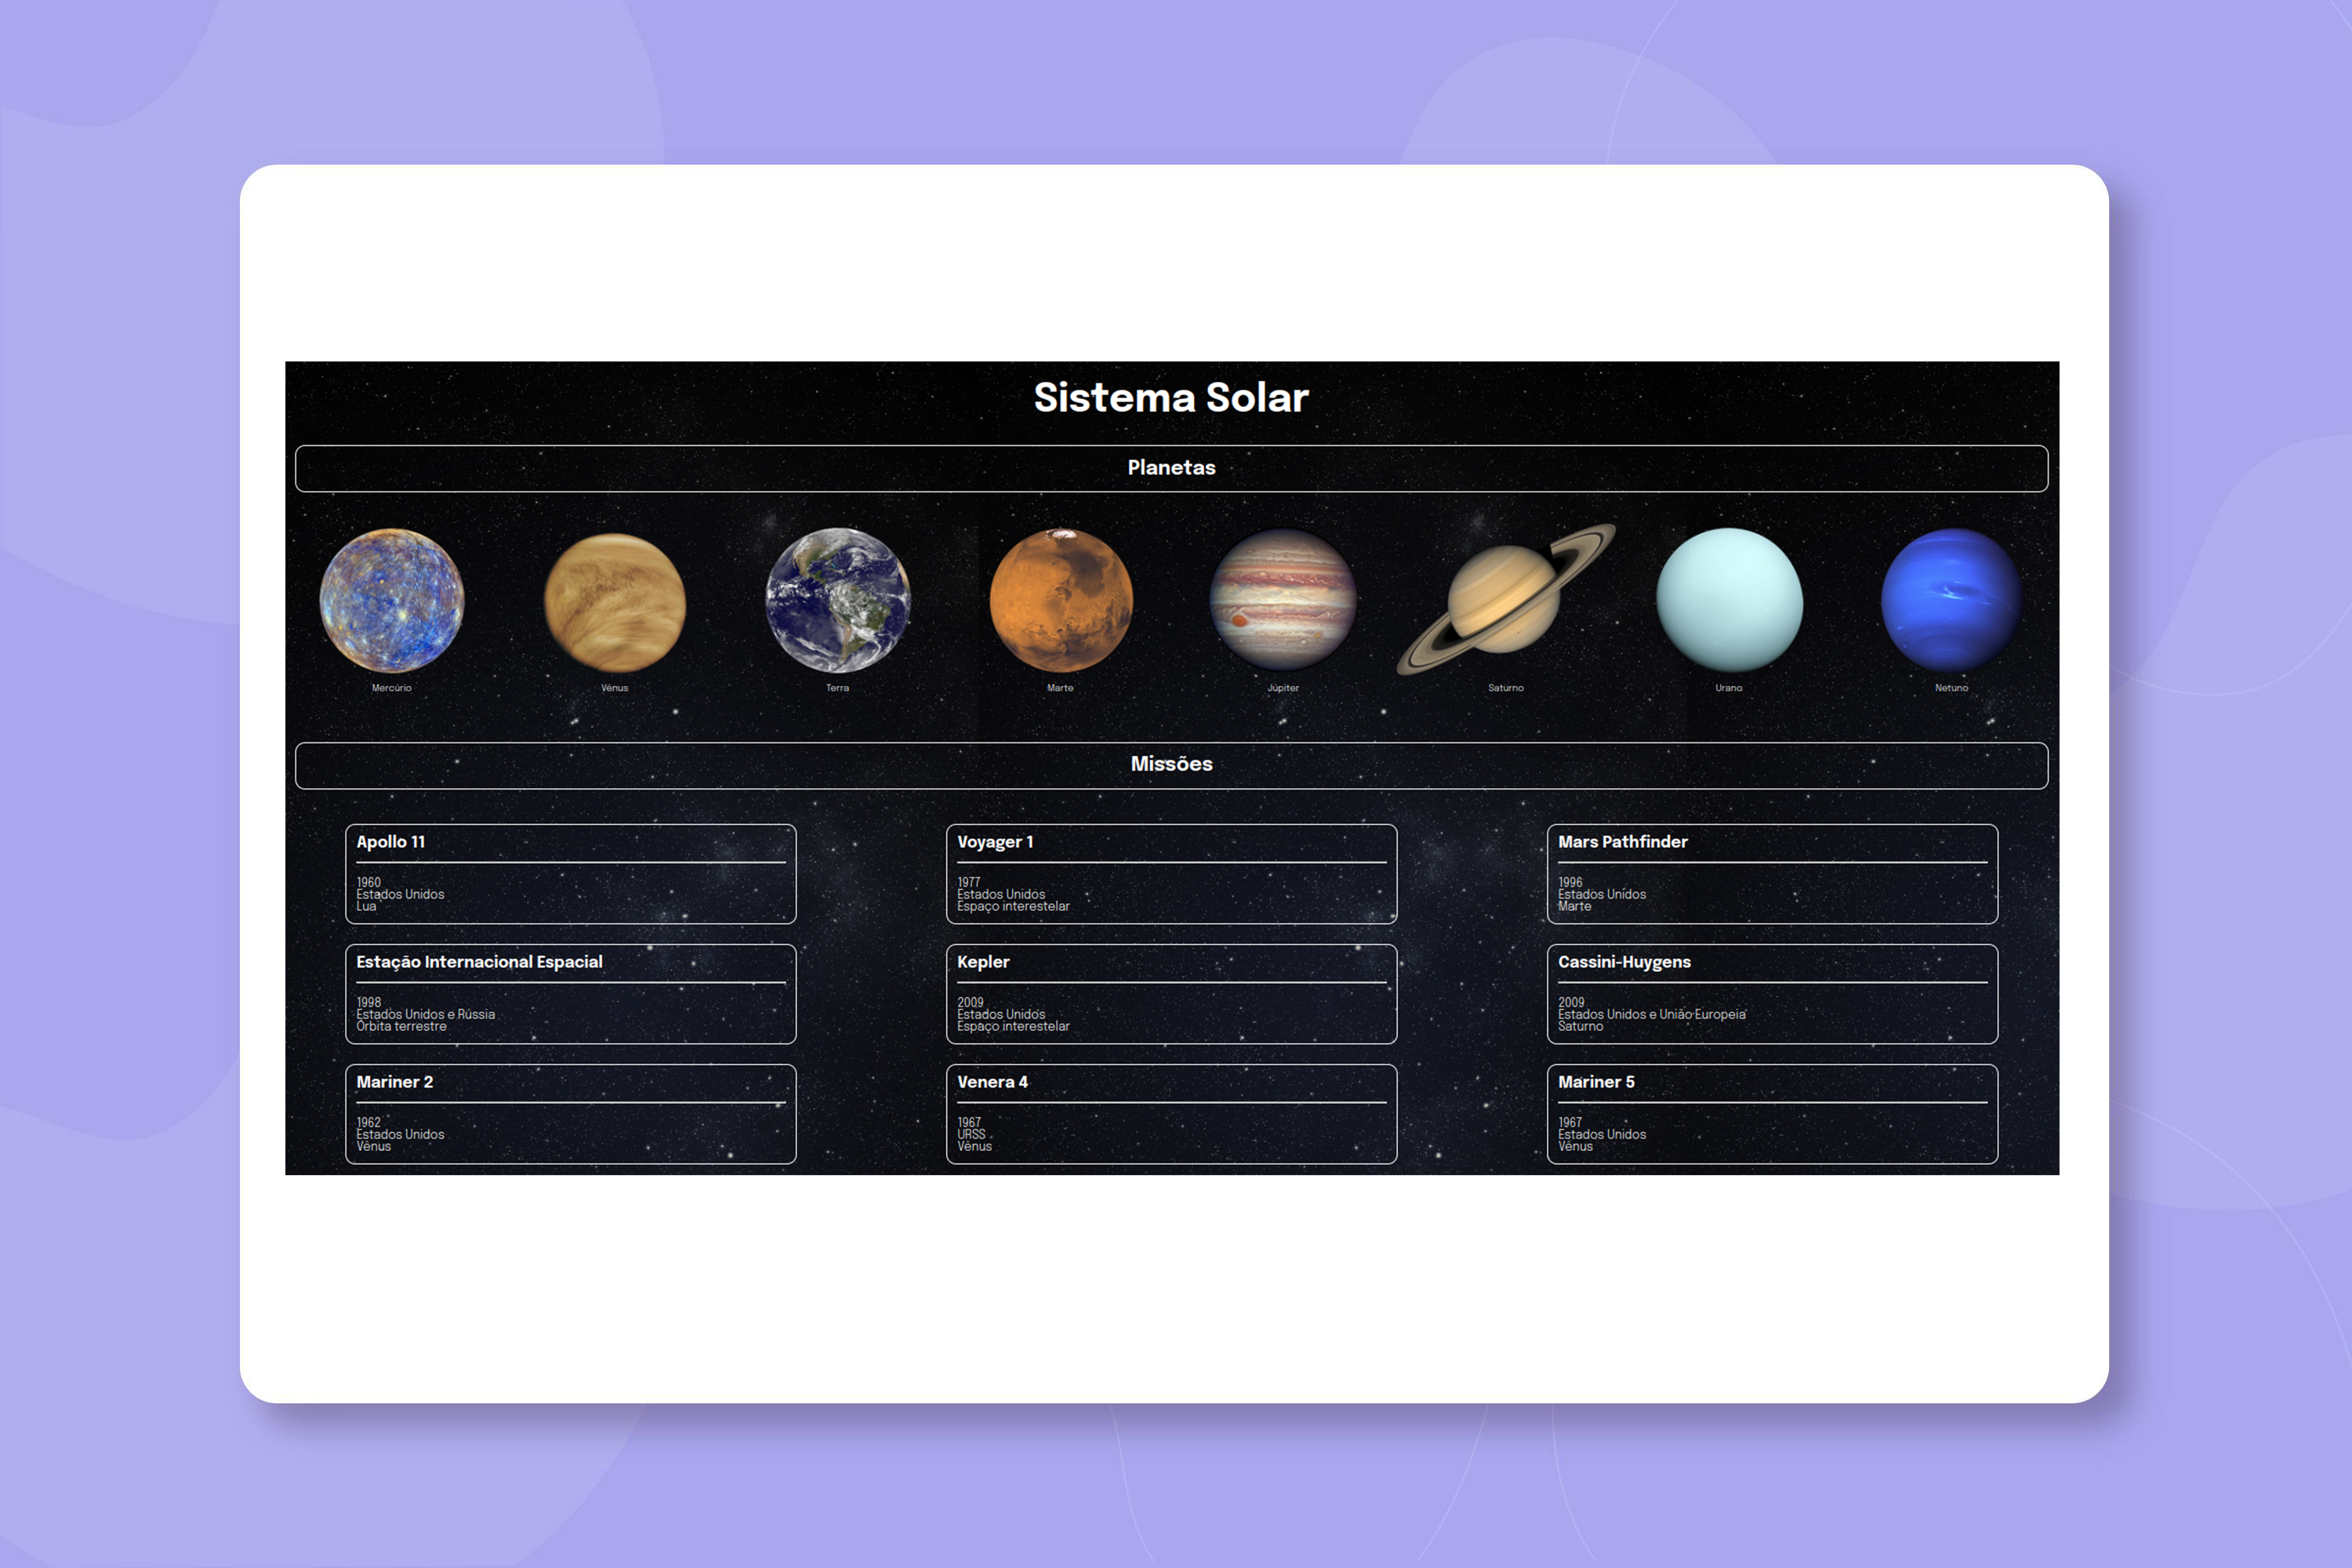 Sistema Solar
Planetas
Mercúrio
Vênus
Terra
Marte
Júpiter
Saturno
Urano
Netuno
Missões
Apollo 11
1960
Estados Unidos
Lua
Voyager 1
1977
Estados Unidos
Espaço interestelar
Mars Pathfinder
1996
Estados Unidos
Marte
Estação Internacional Espacial
1998
Estados Unidos e Rússia
Órbita terrestre
Kepler
2009
Estados Unidos
Espaço interestelar
Cassini-Huygens
2009
Estados Unidos e União Europeia
Saturno
Mariner 2
1962
Estados Unidos
Vênus
Venera 4
1967
URSS
Vênus
Mariner 5
1967
Estados Unidos
Vênus